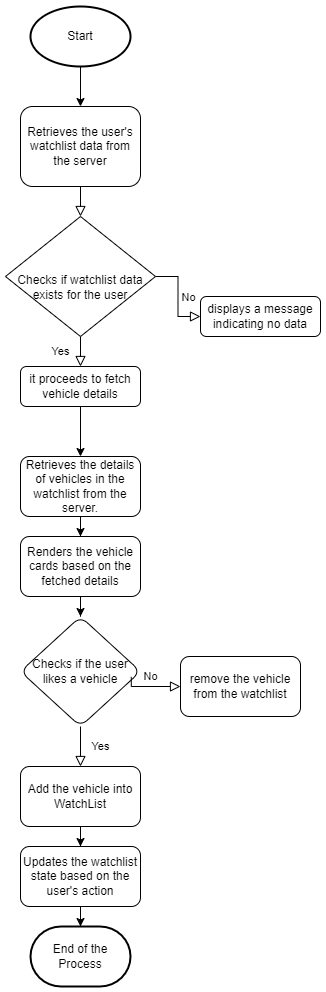 Start
Retrieves the user's
watchlist data from
the server
Checks if watchlist data
exists for the user
No
displays a message
indicating no data
Yes
it proceeds to fetch
vehicle details
Retrieves the details
of vehicles in the
watchlist from the
server.
Renders the vehicle
cards based on the
fetched details
Checks if the user
likes a vehicle
No
remove the vehicle
from the watchlist
Yes
Add the vehicle into
WatchList
Updates the watchlist
state based on the
user's action
End of the
Process